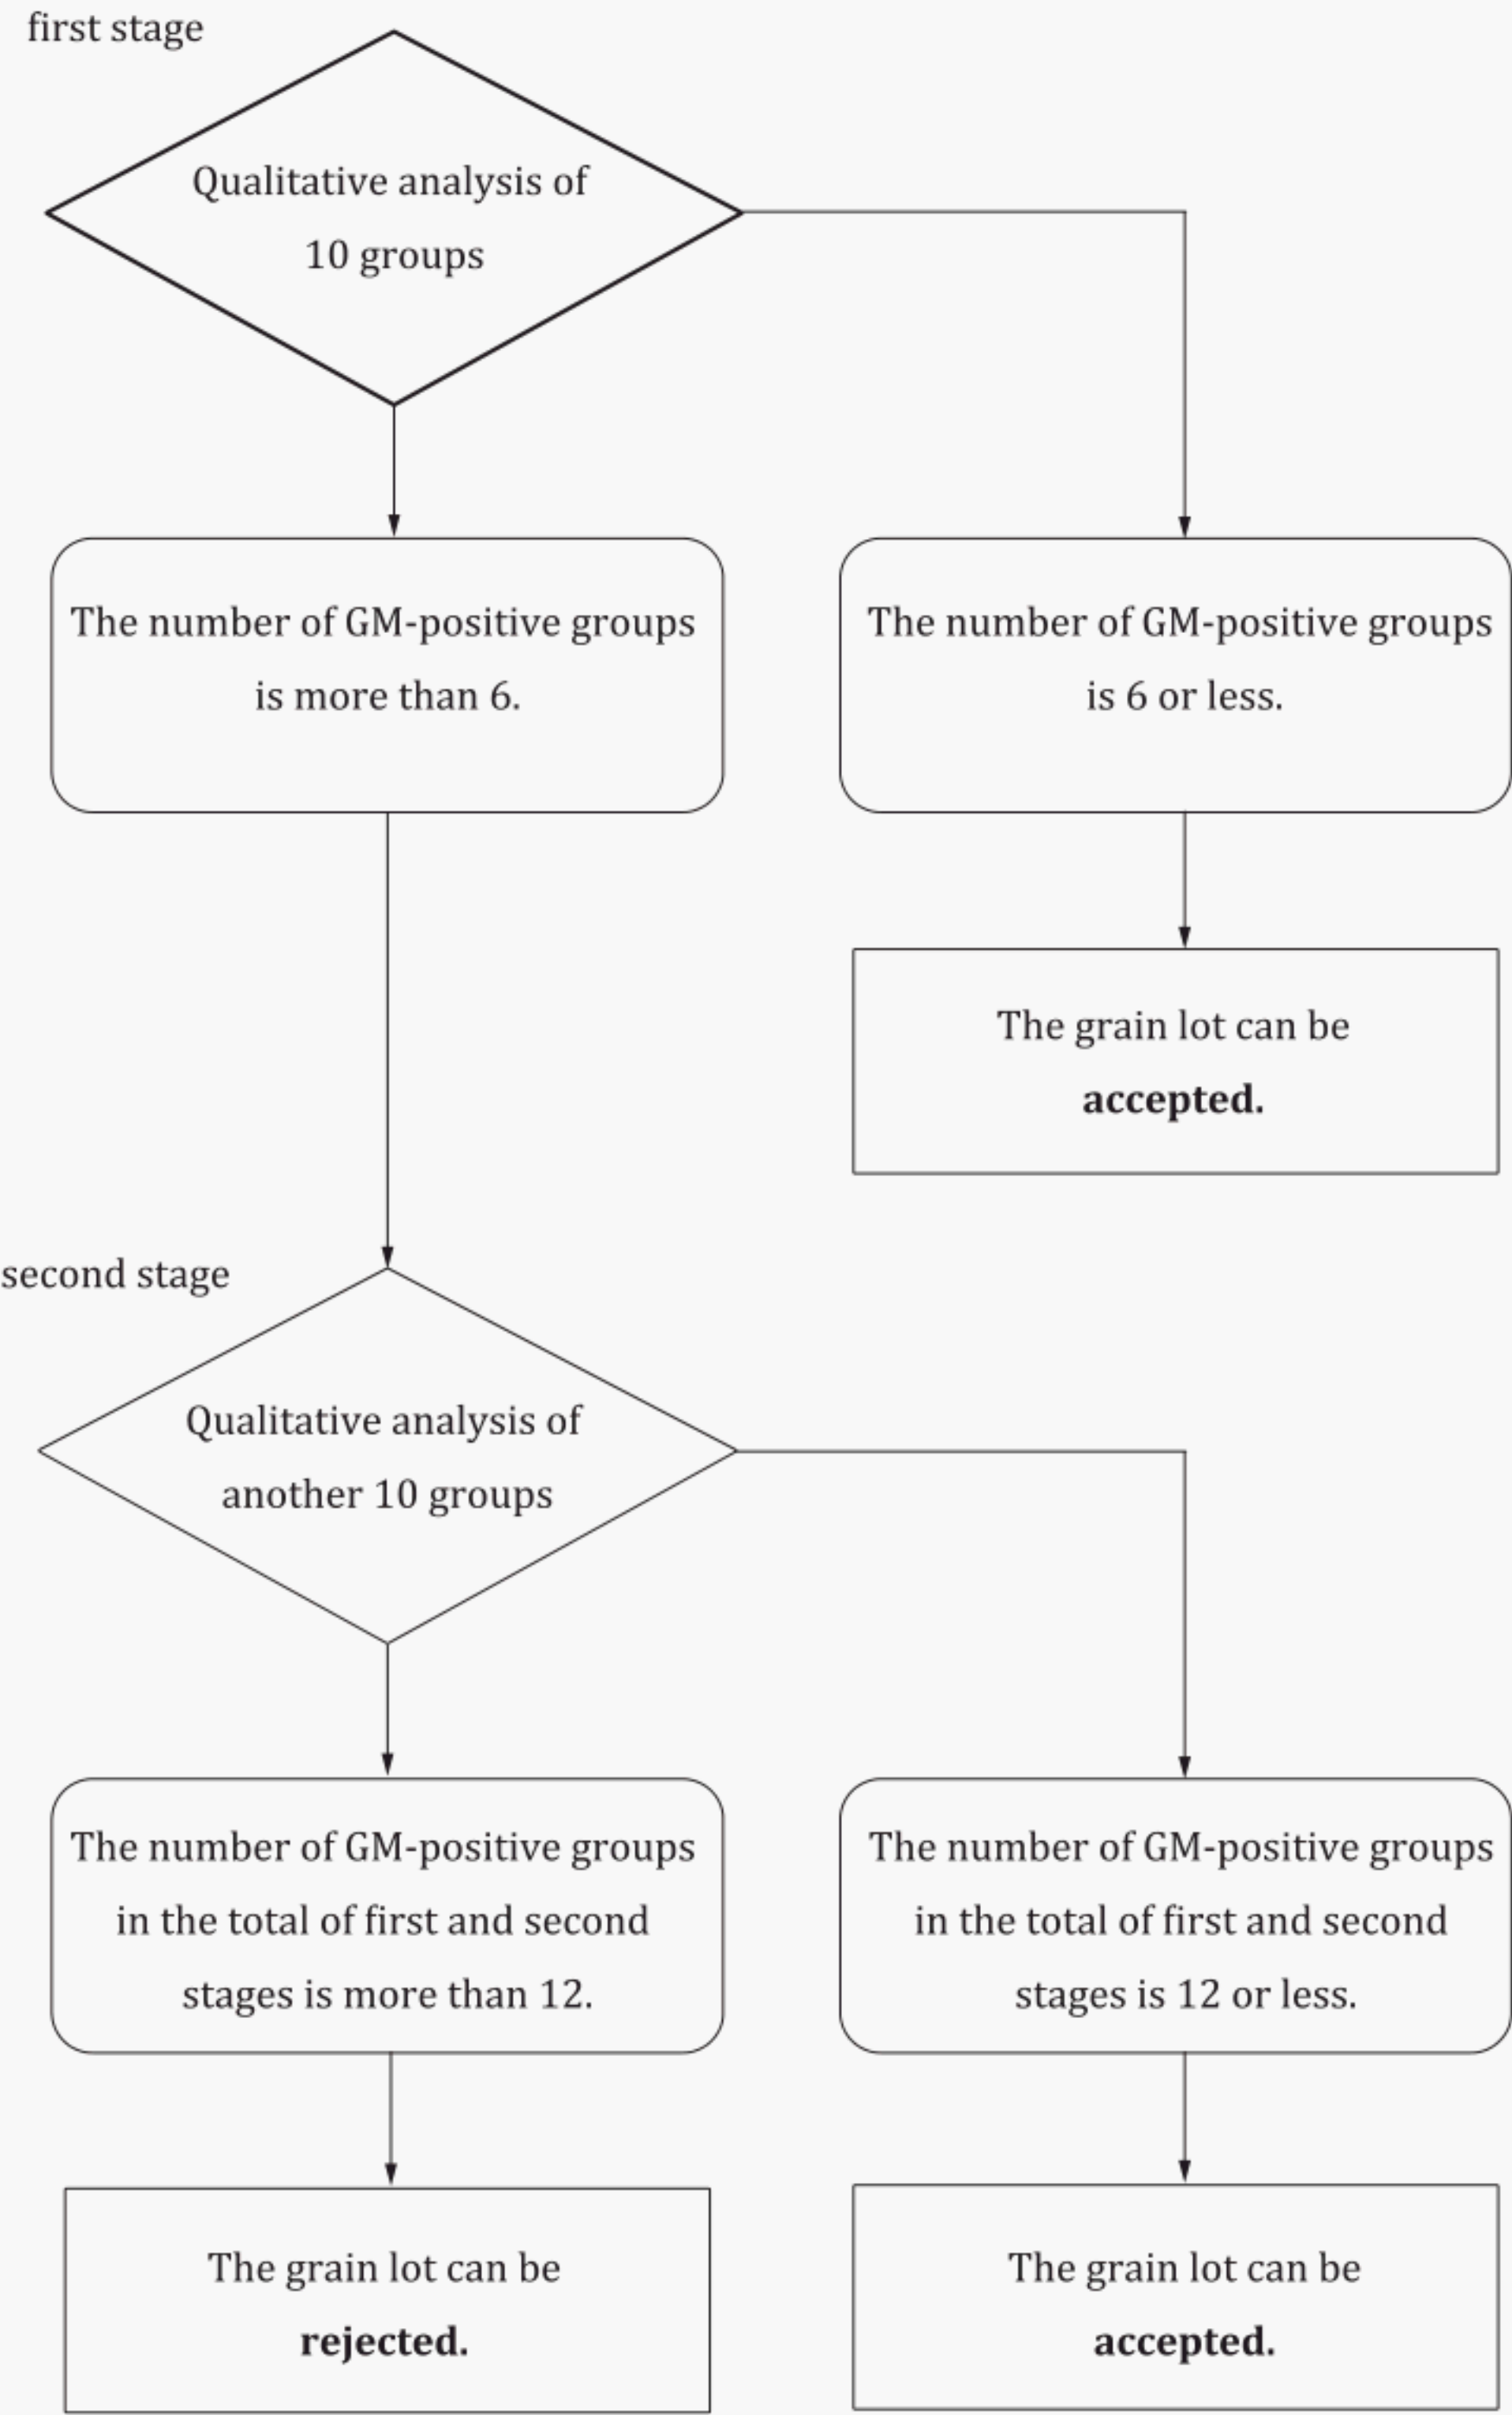 first stage
Qualitative analysis of
10 groups
The number of GM-positive groups
is more than 6.
The number of GM-positive groups
is 6 or less.
The grain lot can be
accepted.
second stage
Qualitative analysis of
another 10 groups
The number of GM-positive groups
in the total of first and second
stages is more than 12.
The number of GM-positive groups
in the total of first and second
stages is 12 or less.
The grain lot can be
rejected.
The grain lot can be
accepted.